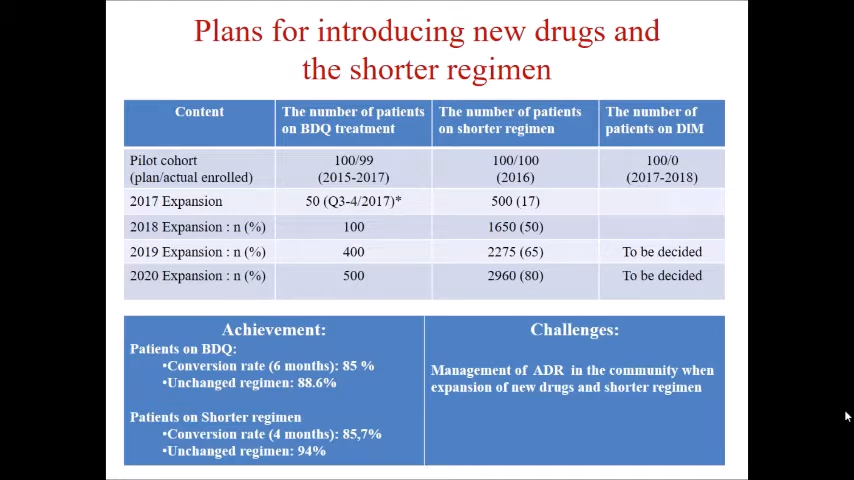 Plans for introducing new drugs and
the shorter regimen
Content
The number of patients
on BDQ treatment
The number of patients
on shorter regimen
The number of
patients on DlM
Pilot cohort
(plan/actual enrolled)
100/99
(2015-2017)
100/100
(2016)
100/0
(2017-2018)
2017 Expansion
50 (Q3-4/2017)*
500 (17)
2018 Expansion : n (%)
100
1650 (50)
2019 Expansion : n (%)
400
2275 (65)
To be decided
2020 Expansion : n (%)
500
2960 (80)
To be decided
Achievement:
Patients on BDQ:
•Conversion rate (6 months): 85 %
•Unchanged regimen: 88.6%
Patients on Shorter regimen
•Conversion rate (4 months): 85,7%
•Unchanged regimen: 94%
Challenges:
Management of ADR in the community when
expansion of new drugs and shorter regimen